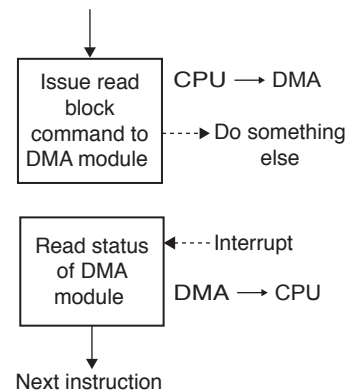 Issue read
block
command to
DMA module
CPU → DMA
Do something
else
Read status
of DMA
module
Interrupt
DMA → CPU
Next instruction